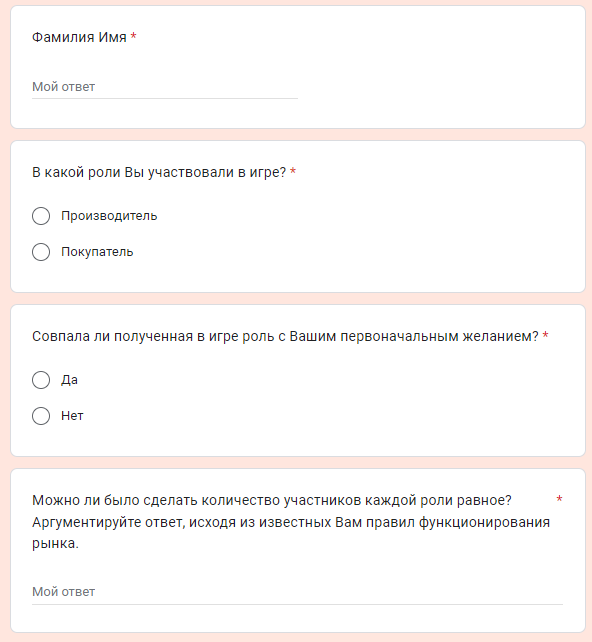 Фамилия Имя *
Мой ответ
В какой роли Вы участвовали в игре? *
Производитель
Покупатель
Совпала ли полученная в игре роль с Вашим первоначальным желанием? *
Да
Нет
Можно ли было сделать количество участников каждой роли равное? *
Аргументируйте ответ, исходя из известных Вам правил функционирования
рынка.
Мой ответ